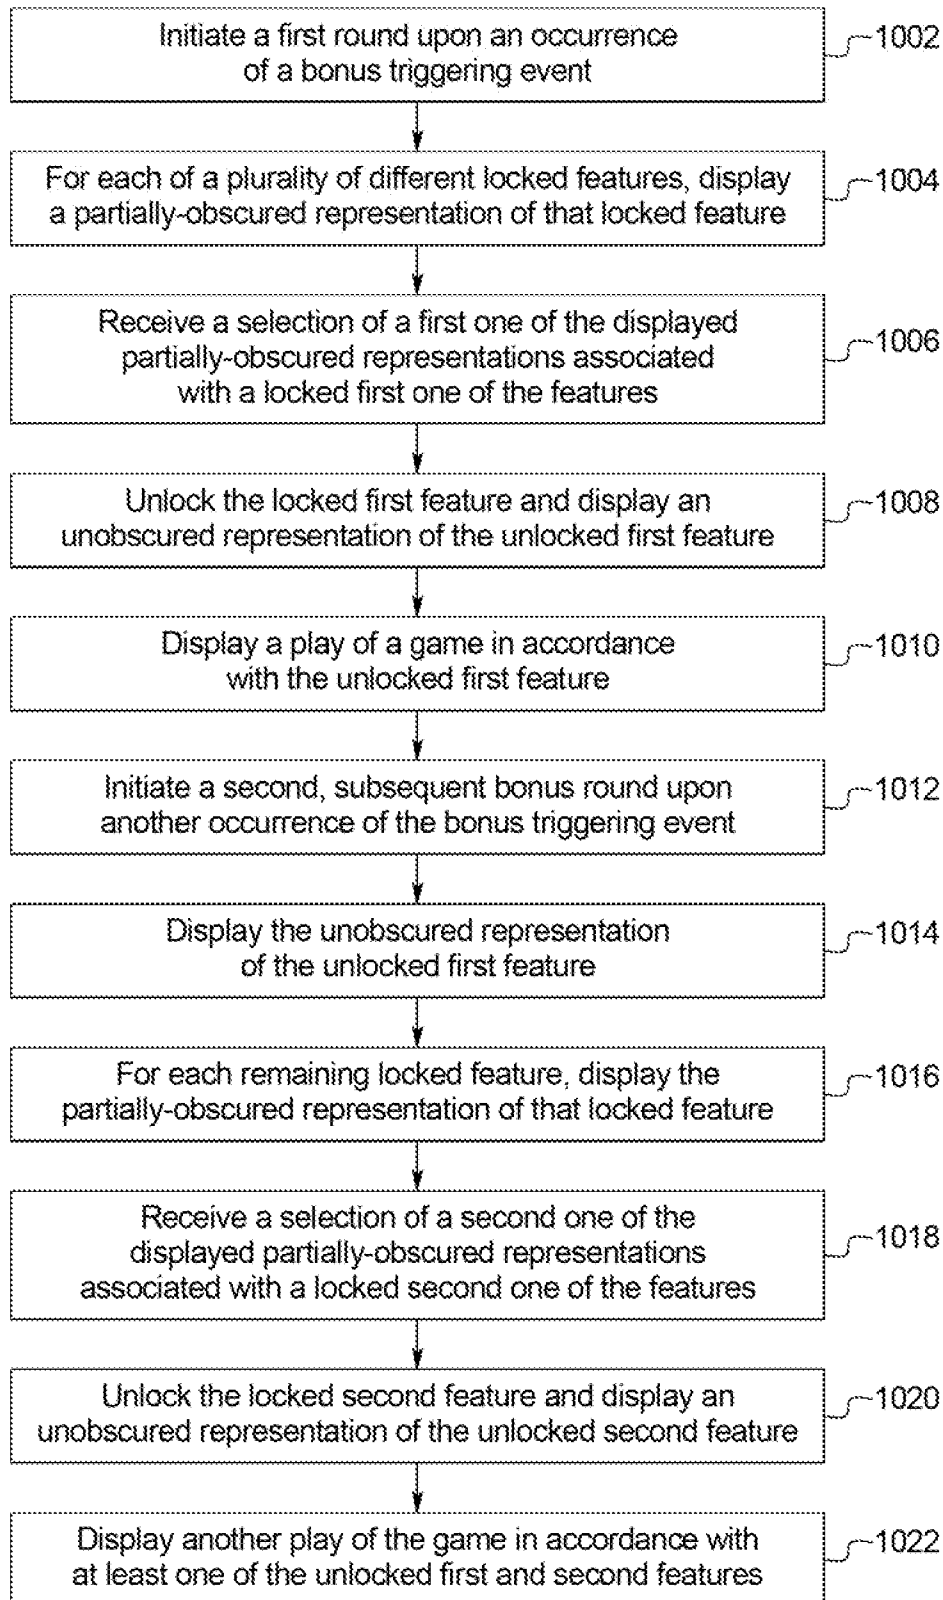 Initiate a first round upon an occurrence
of a bonus triggering event
1002
For each of a plurality of different locked features, display
a partially-obscured representation of that locked feature
1004
Receive a selection of a first one of the displayed
partially-obscured representations associated
with a locked first one of the features
1006
Unlock the locked first feature and display an
unobscured representation of the unlocked first feature
1008
Display a play of a game in accordance
with the unlocked first feature
1010
Initiate a second, subsequent bonus round upon
another occurrence of the bonus triggering event
1012
Display the unobscured representation
of the unlocked first feature
1014
For each remaining locked feature, display the
partially-obscured representation of that locked feature
1016
Receive a selection of a second one of the
displayed partially-obscured representations
associated with a locked second one of the features
1018
Unlock the locked second feature and display an
unobscured representation of the unlocked second feature
1020
Display another play of the game in accordance with
at least one of the unlocked first and second features
1022